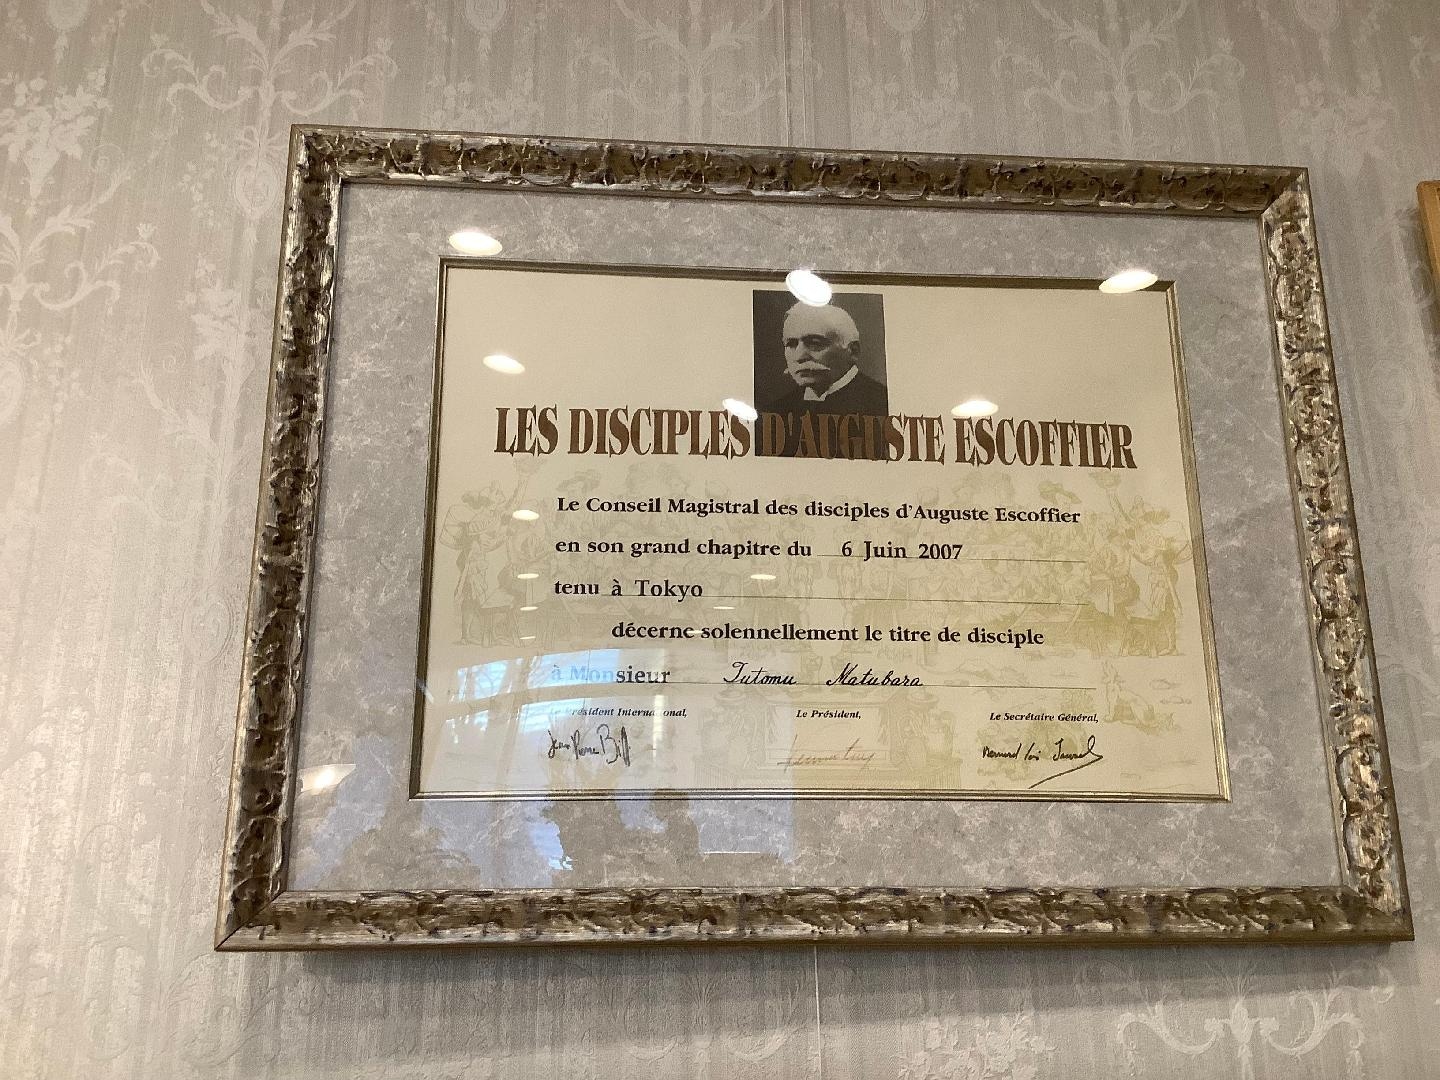 LES DISCIPLES D'AUGUSTE ESCOFFIER
Le Conseil Magistral des disciples d'Auguste Escoffier
en son grand chapitre du 6 Juin 2007
tenu à Tokyo
décerne solennellement le titre de disciple
à Monsieur Tutomu Matubara
Le Président International, Le Président, Le Secrétaire Général,